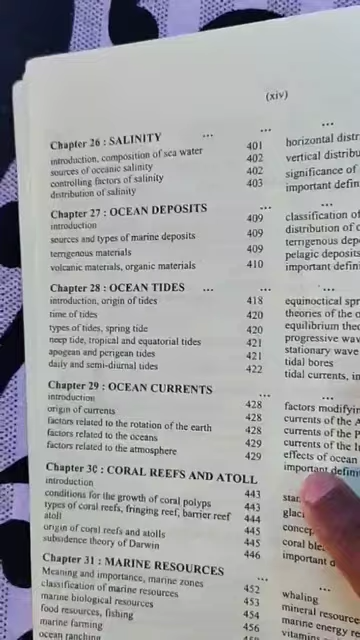 (xiv)
Chapter 26 : SALINITY ... ...
introduction, composition of sea water 401
sources of oceanic salinity 402
controlling factors of salinity 402
distribution of salinity 403
Chapter 27 : OCEAN DEPOSITS ...
introduction 409
sources and types of marine deposits 409
terrigenous materials 409
volcanic materials, organic materials 410
Chapter 28 : OCEAN TIDES ... ...
introduction, origin of tides 418
time of tides 420
types of tides, spring tide 420
neep tide, tropical and equatorial tides 421
apogean and perigean tides 421
daily and semi-diurnal tides 422
Chapter 29 : OCEAN CURRENTS ...
introduction 428
origin of currents 428
factors related to the rotation of the earth 428
factors related to the oceans 429
factors related to the atmosphere 429
Chapter 30 : CORAL REEFS AND ATOLL
introduction 443
conditions for the growth of coral polyps 443
types of coral reefs, fringing reef, barrier reef 444
atoll 445
origin of coral reefs and atolls 445
subsidence theory of Darwin 446
Chapter 31 : MARINE RESOURCES ...
Meaning and importance, marine zones 452
classification of marine resources 453
marine biological resources 454
food resources, fishing
marine farming 456
ocean ranching
...
horizontal distr
vertical distribu
significance of
important defin
...
classification of
distribution of
terrigenous dep
pelagic deposits
important defin
...
equinoctial spr
theories of the
equilibrium theo
progressive wav
stationary wave
tidal bores
tidal currents, in
...
factors modifyin
currents of the A
currents of the P
currents of the
effects of ocean
important defin
...
glaci
concep
coral ble
important d
...
whaling
mineral resource
marine energy
vitamin